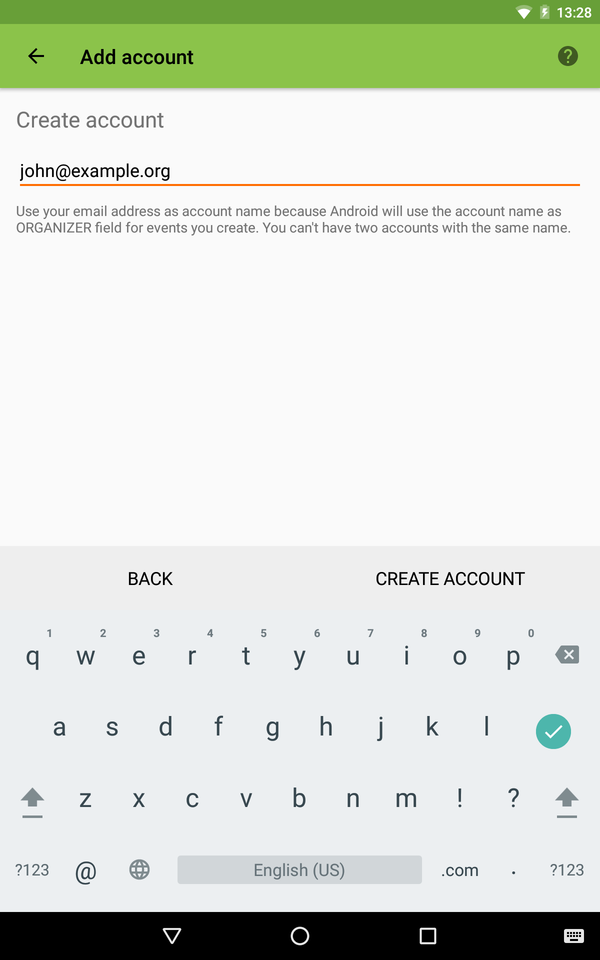 13:28
Add account
?
Create account
john@example.org
Use your email address as account name because Android will use the account name as
ORGANIZER field for events you create. You can't have two accounts with the same name.
BACK CREATE ACCOUNT
1 2 3 4 5 6 7 8 9 0
q w e r t y u i o p
a s d f g h j k l
z x c v b n m ! ?
?123 @ English (US) .com . ?123